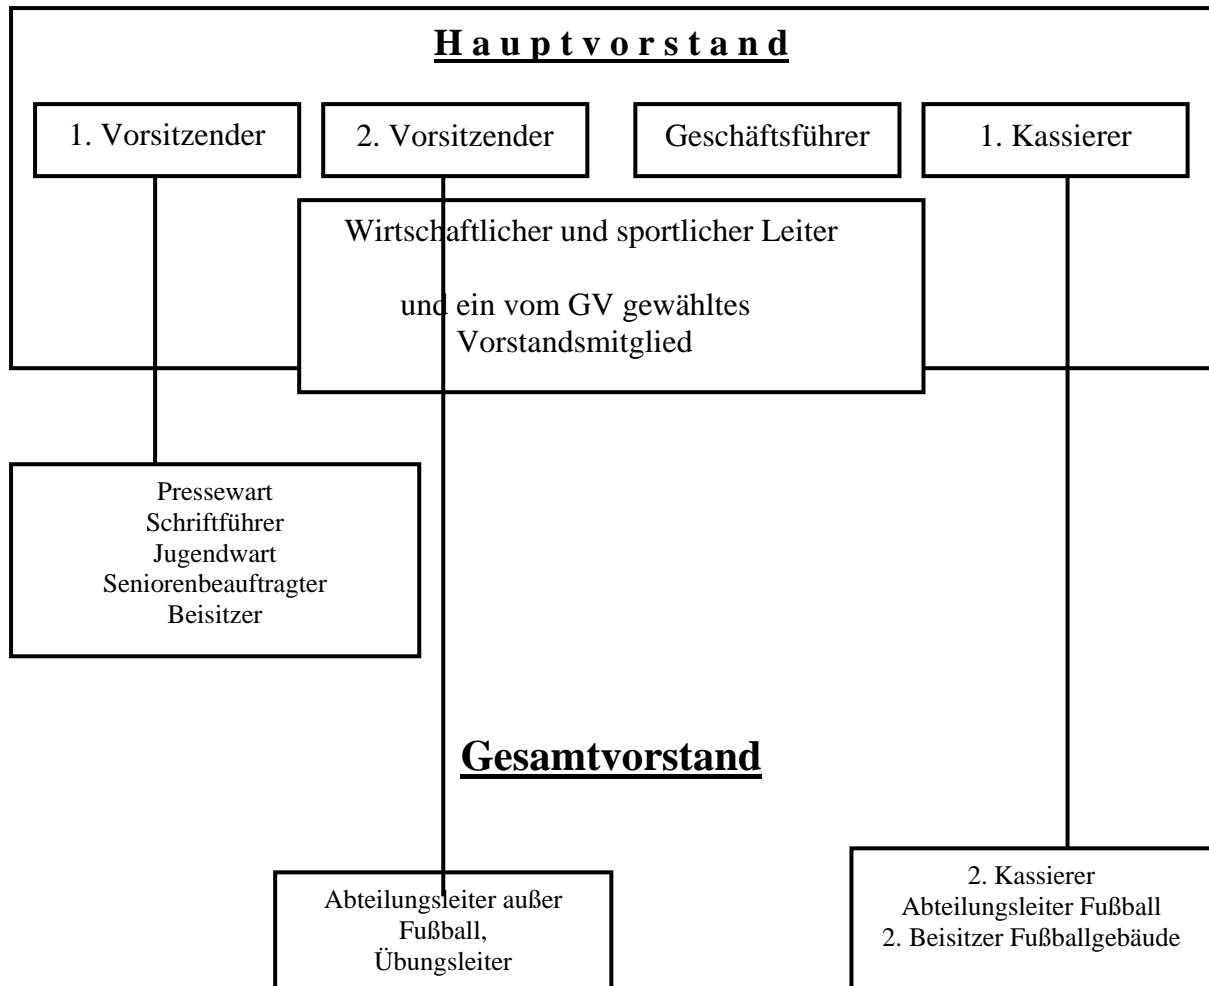 Hauptvorstand
1. Vorsitzender
2. Vorsitzender
Geschäftsführer
1. Kassierer
Wirtschaftlicher und sportlicher Leiter
und ein vom GV gewähltes
Vorstandsmitglied
Pressewart
Schriftführer
Jugendwart
Seniorenbeauftragter
Beisitzer
Gesamtvorstand
Abteilungsleiter außer
Fußball,
Übungsleiter
2. Kassierer
Abteilungsleiter Fußball
2. Beisitzer Fußballgebäude